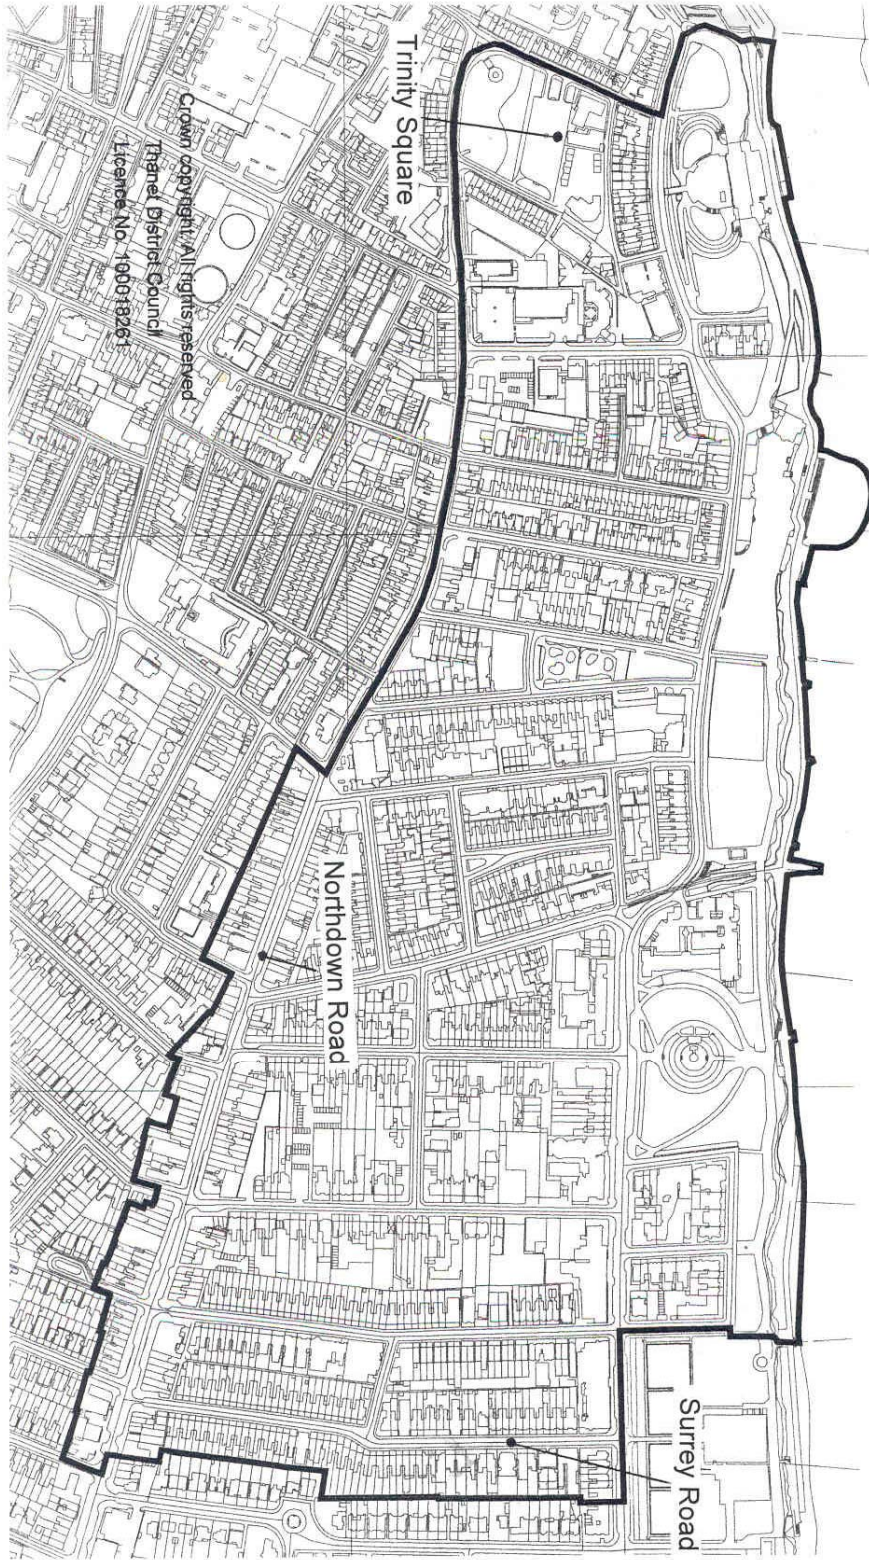 Trinity Square
Northdown Road
Surrey Road
Crown copyright. All rights reserved
Thanet District Council
Licence No. 100018261